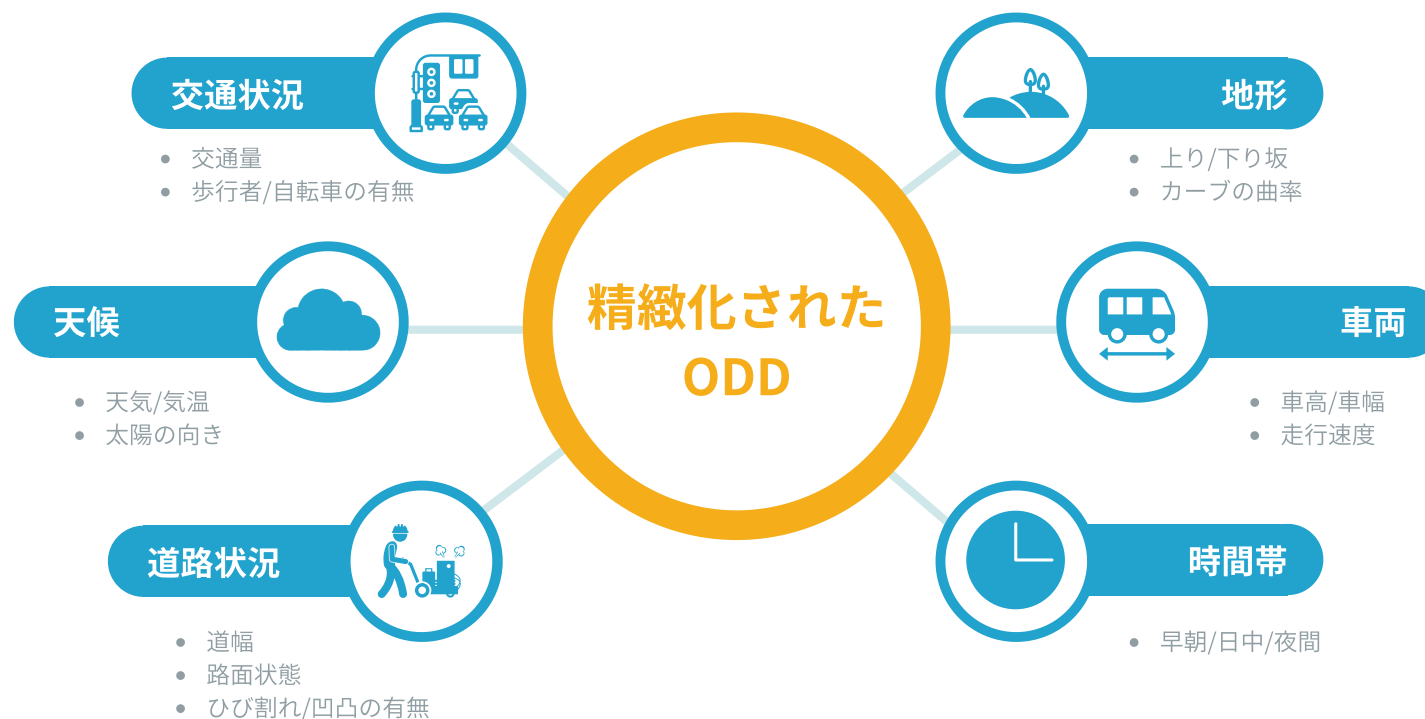 交通状況
• 交通量
• 歩行者/自転車の有無
天候
• 天気/気温
• 太陽の向き
道路状況
• 道幅
• 路面状態
• ひび割れ/凹凸の有無
精緻化された
ODD
地形
• 上り/下り坂
• カーブの曲率
車両
• 車高/車幅
• 走行速度
時間帯
• 早朝/日中/夜間